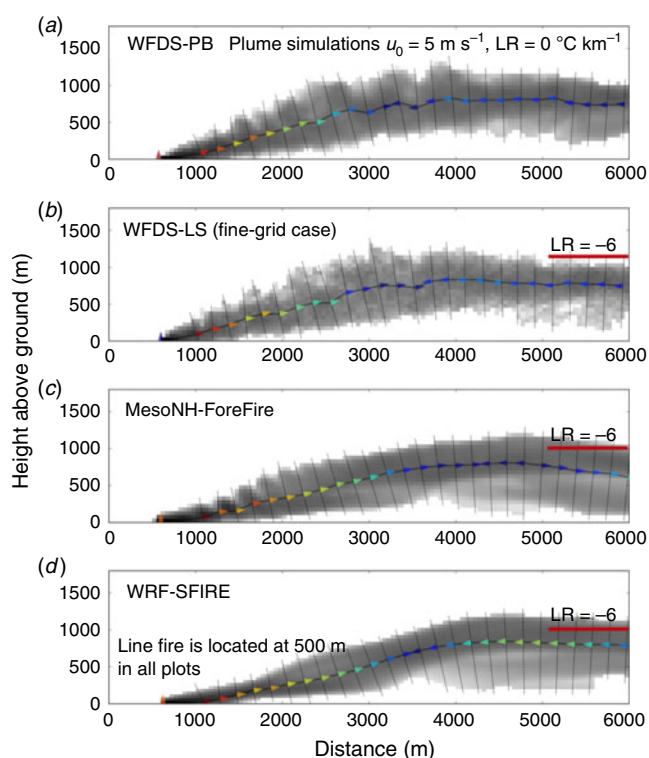 (a)
WFDS-PB Plume simulations u₀ = 5 m s⁻¹, LR = 0 °C km⁻¹
1500
1000
500
0
0 1000 2000 3000 4000 5000 6000
(b)
WFDS-LS (fine-grid case)
LR = –6
1500
1000
500
0
0 1000 2000 3000 4000 5000 6000
(c)
MesoNH-ForeFire
LR = –6
1500
1000
500
0
0 1000 2000 3000 4000 5000 6000
(d)
WRF-SFIRE
LR = –6
Line fire is located at 500 m
in all plots
1500
1000
500
0
0 1000 2000 3000 4000 5000 6000
Height above ground (m)
Distance (m)